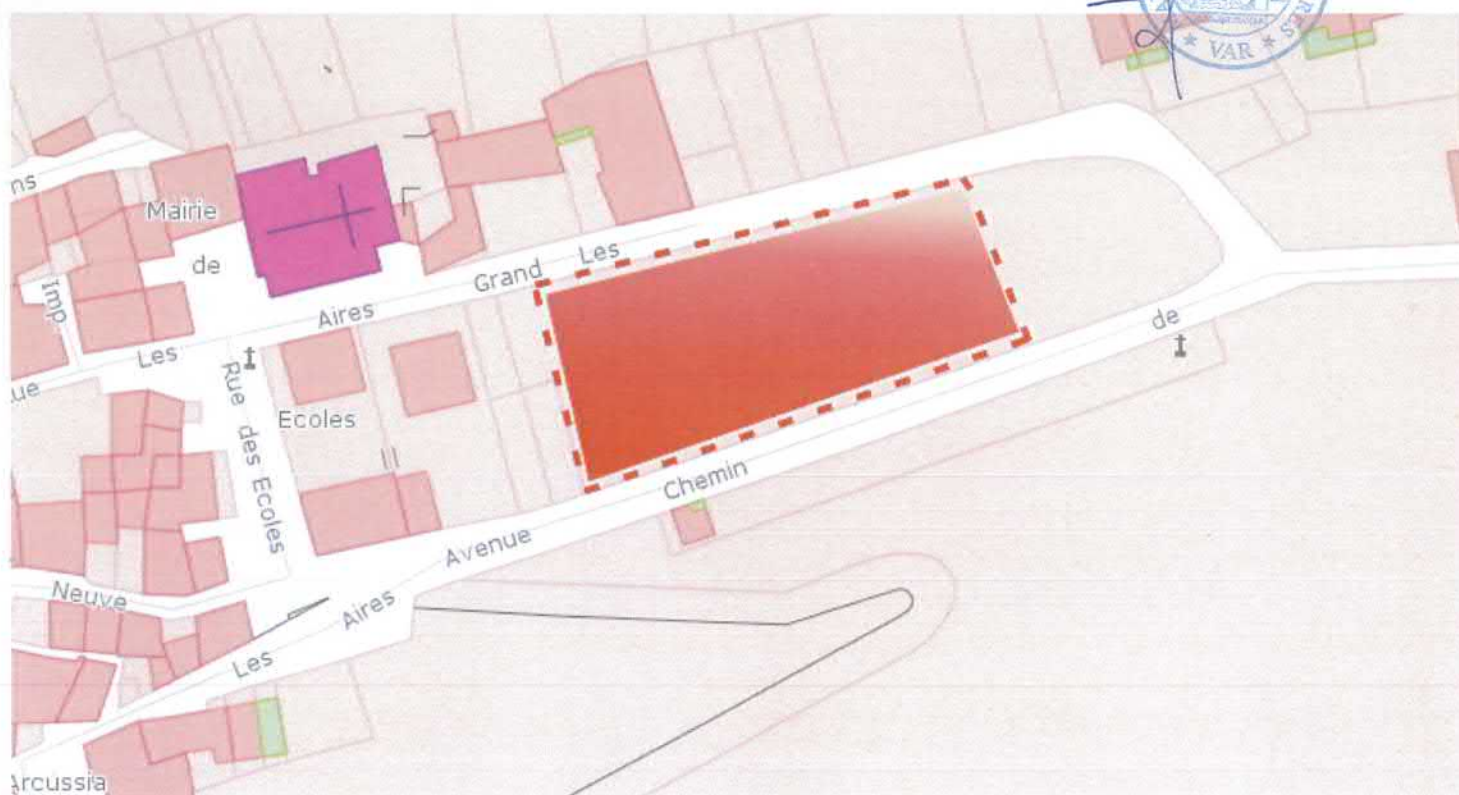 ★ VAR ★
RES
ns
Mairie
de
Imp
Grand Les
Les Aires
ue
Rue des Ecoles
Ecoles
de
Chemin
Avenue
Neuve
Les Aires
Arcussia